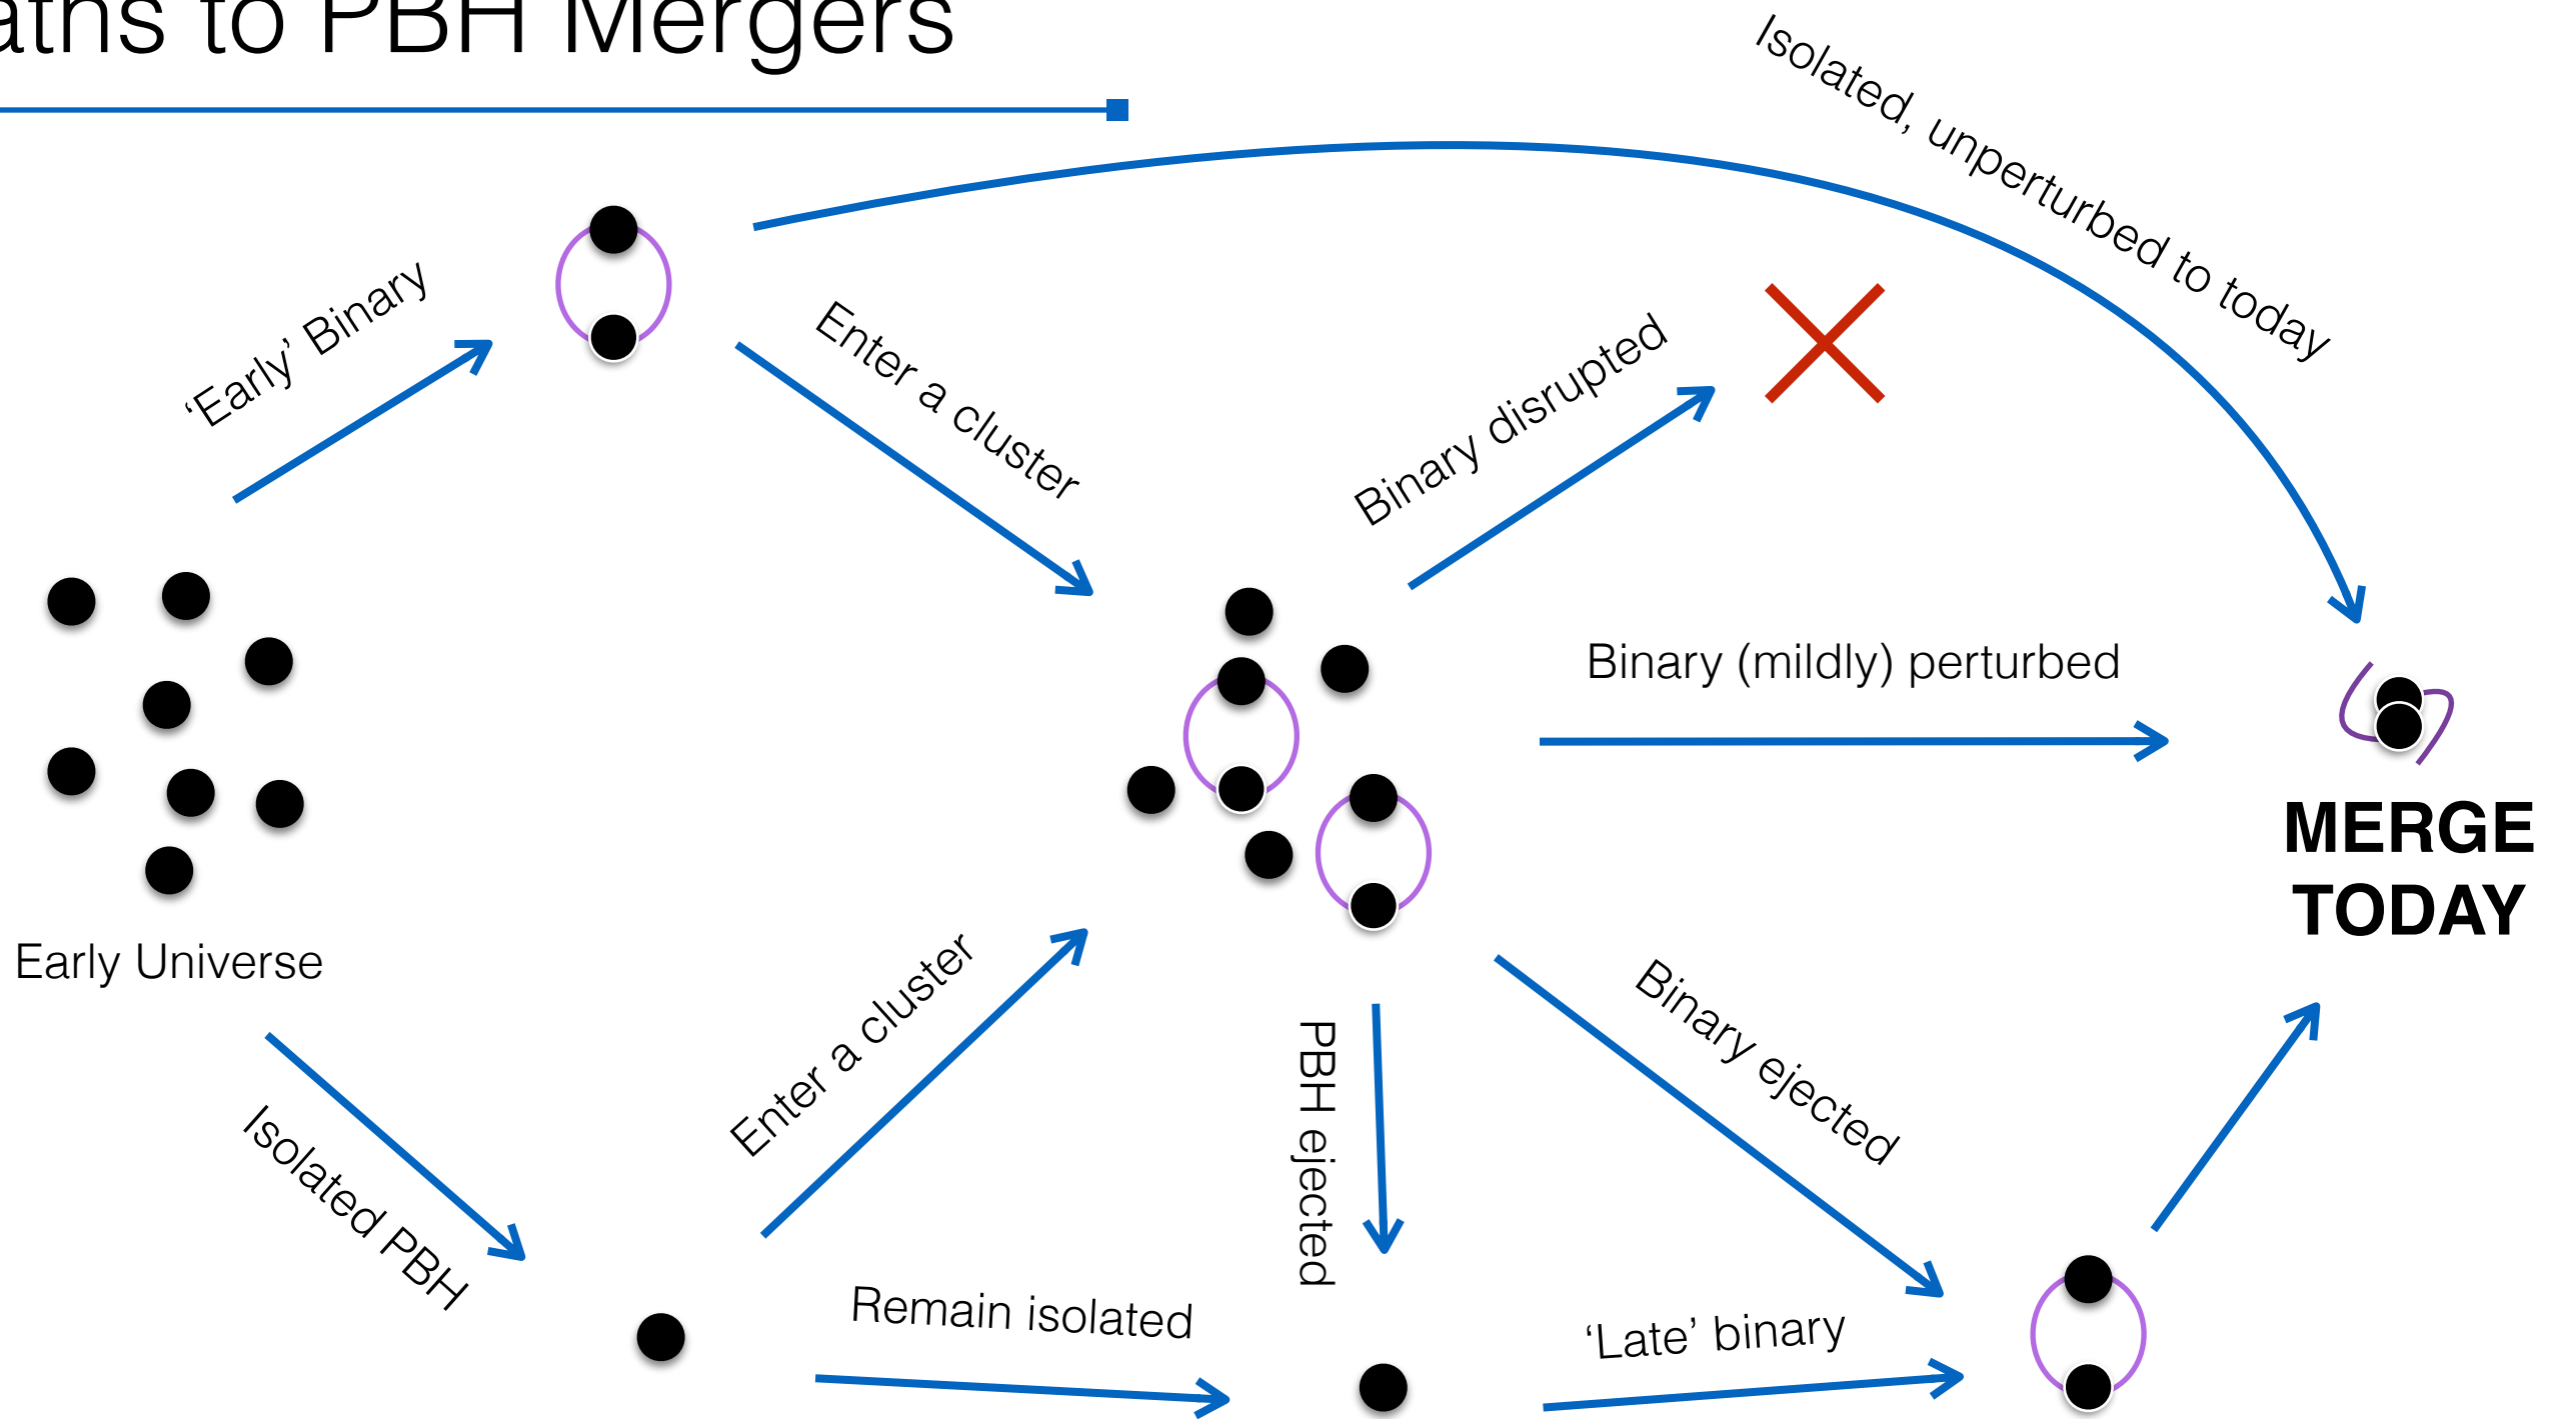 to PBH Mergers
Isolated, unperturbed to today
‘Early’ Binary
Enter a cluster
Binary disrupted
Binary (mildly) perturbed
MERGE
TODAY
Early Universe
Enter a cluster
PBH ejected
Binary ejected
Isolated PBH
Remain isolated
‘Late’ binary